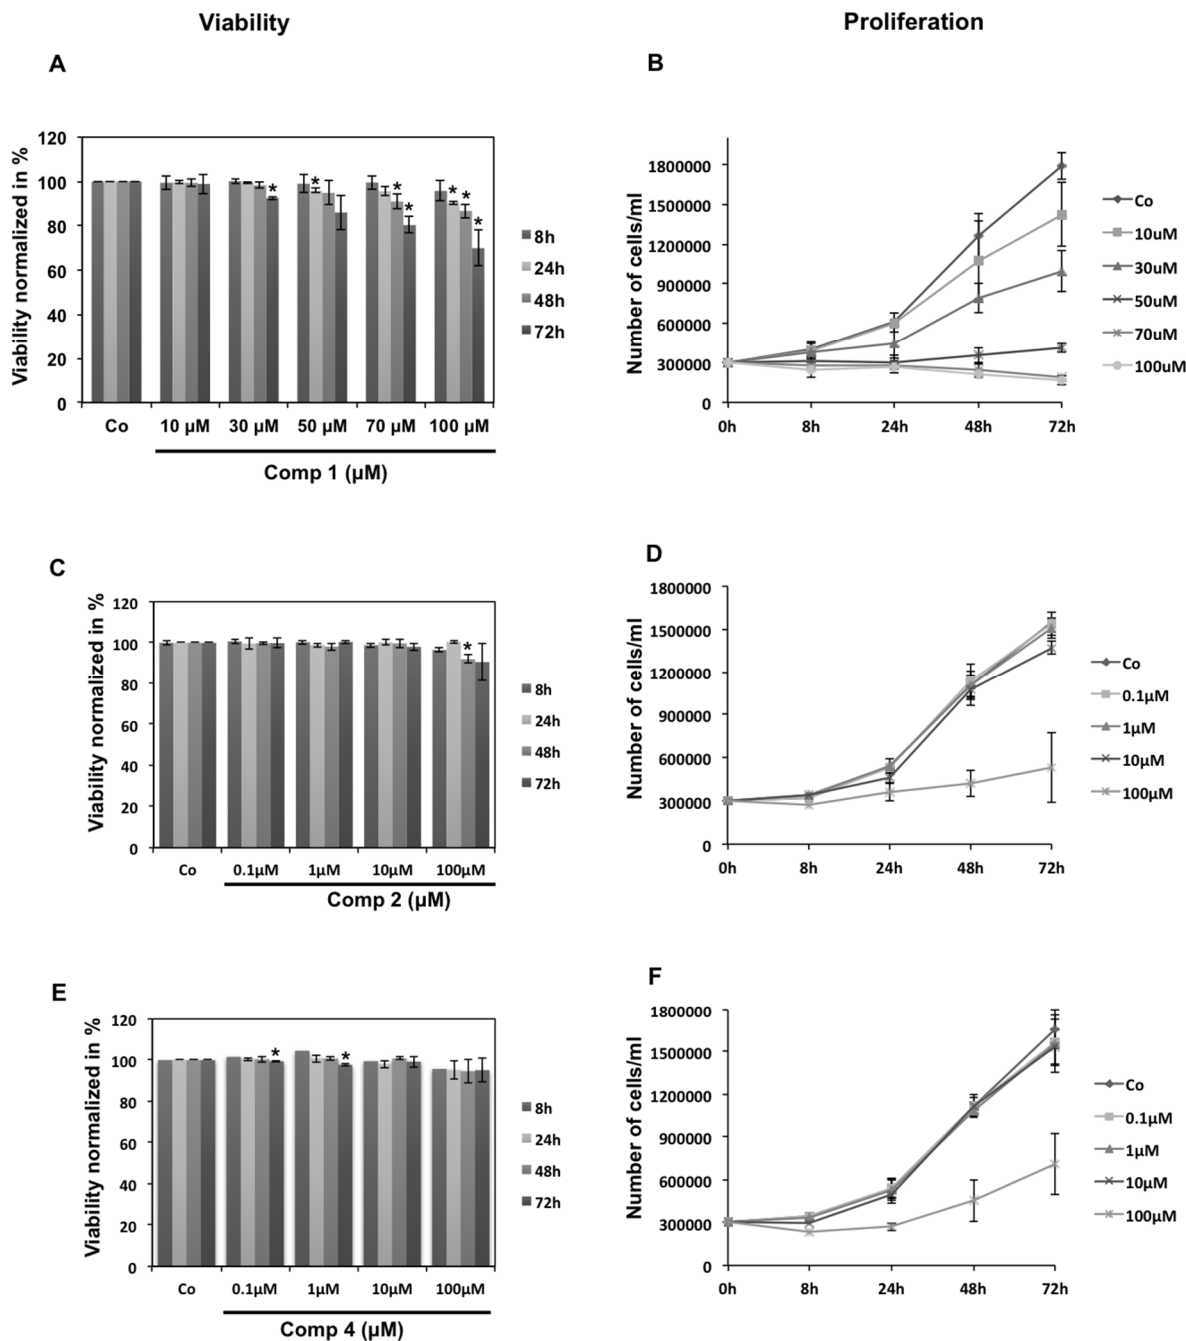 Viability
Proliferation
A
Viability normalized in %
120
100
80
60
40
20
0
* * * * * * *
*
Co 10 µM 30 µM 50 µM 70 µM 100 µM
Comp 1 (µM)
8h
24h
48h
72h
B
Number of cells/ml
1800000
1500000
1200000
900000
600000
300000
0
0h 8h 24h 48h 72h
Co
10uM
30uM
50uM
70uM
100uM
C
Viability normalized in %
120
100
80
60
40
20
0
*
Co 0.1µM 1µM 10µM 100µM
Comp 2 (µM)
8h
24h
48h
72h
D
Number of cells/ml
1800000
1500000
1200000
900000
600000
300000
0
0h 8h 24h 48h 72h
Co
0.1µM
1µM
10µM
100µM
E
Viability normalized in %
120
100
80
60
40
20
0
* *
Co 0.1µM 1µM 10µM 100µM
Comp 4 (µM)
8h
24h
48h
72h
F
Number of cells/ml
1800000
1500000
1200000
900000
600000
300000
0
0h 8h 24h 48h 72h
Co
0.1µM
1µM
10µM
100µM